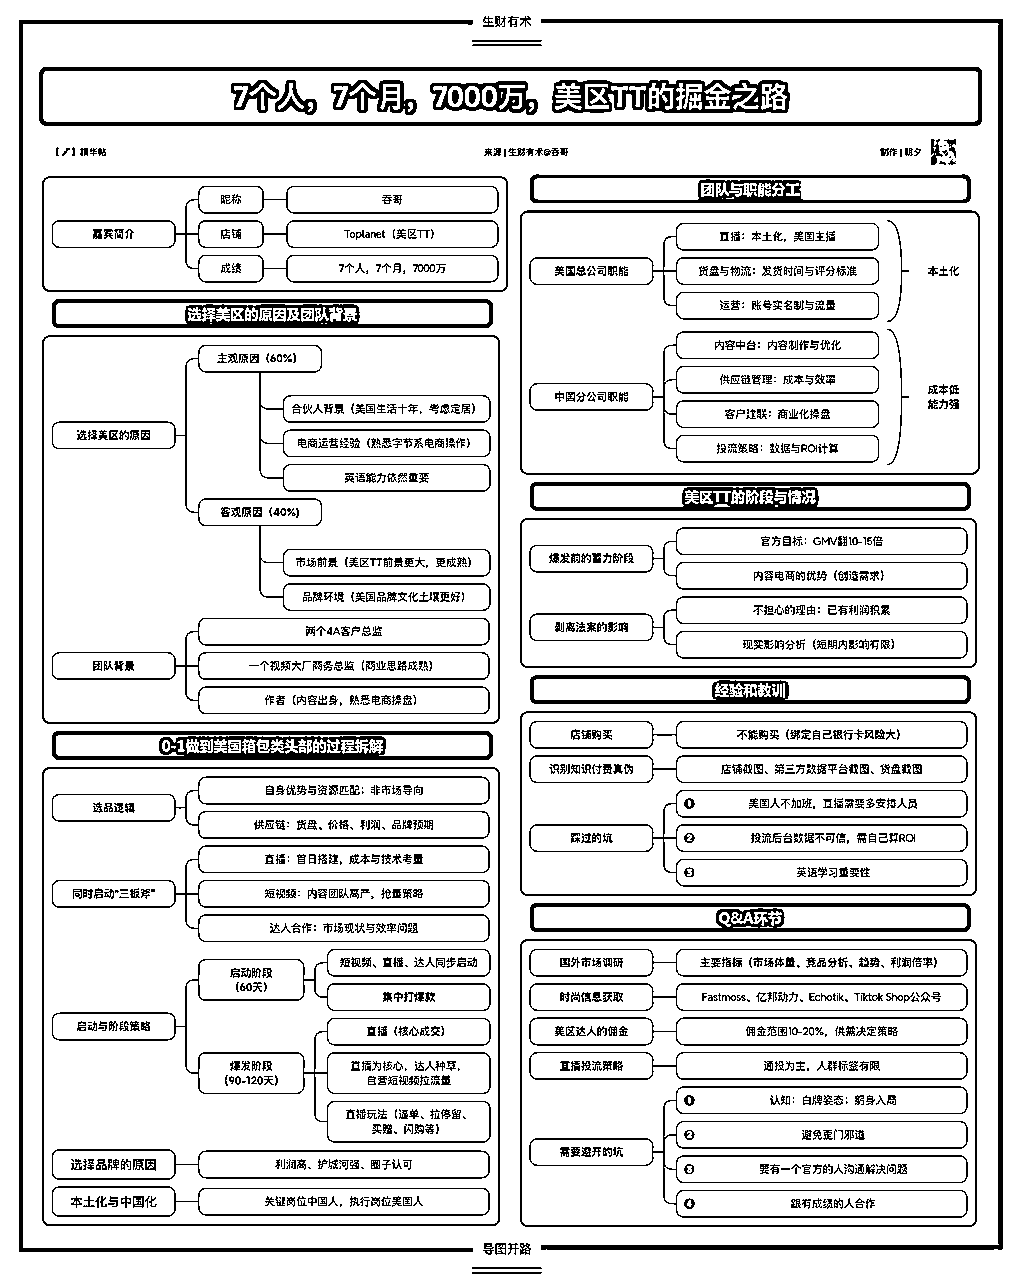 生财有术
7个人，7个月，7000万，美区TT的掘金之路
【🖊】精华帖
来源 | 生财有术@吞哥
制作 | 朝夕
嘉宾简介
昵称
吞哥
店铺
Toplanet（美区TT）
成绩
7个人，7个月，7000万
选择美区的原因及团队背景
选择美区的原因
主观原因（60%）
合伙人背景（美国生活十年，考虑定居）
电商运营经验（熟悉字节系电商操作）
英语能力依然重要
客观原因（40%）
市场前景（美区TT前景更大，更成熟）
品牌环境（美国品牌文化土壤更好）
团队背景
两个4A客户总监
一个视频大厂商务总监（商业思路成熟）
作者（内容出身，熟悉电商操盘）
0-1做到美国箱包类头部的过程拆解
选品逻辑
自身优势与资源匹配：非市场导向
供应链：货盘、价格、利润、品牌预期
同时启动“三板斧”
直播：首日搭建，成本与技术考量
短视频：内容团队高产，抢量策略
达人合作：市场现状与效率问题
启动与阶段策略
启动阶段
（60天）
短视频、直播、达人同步启动
集中打爆款
爆发阶段
（90-120天）
直播（核心成交）
直播为核心，达人种草，
自营短视频拉流量
直播玩法（逼单、拉停留、
买赠、闪购等）
选择品牌的原因
利润高、护城河强、圈子认可
本土化与中国化
关键岗位中国人，执行岗位美国人
团队与职能分工
美国总公司职能
直播：本土化，美国主播
货盘与物流：发货时间与评分标准
运营：账号实名制与流量
本土化
中国分公司职能
内容中台：内容制作与优化
供应链管理：成本与效率
客户建联：商业化操盘
投流策略：数据与ROI计算
成本低
能力强
美区TT的阶段与情况
爆发前的蓄力阶段
官方目标：GMV翻10-15倍
内容电商的优势（创造需求）
剥离法案的影响
不担心的理由：已有利润积累
现实影响分析（短期内影响有限）
经验和教训
店铺购买
不能购买（绑定自己银行卡风险大）
识别知识付费真伪
店铺截图、第三方数据平台截图、货盘截图
踩过的坑
❶ 美国人不加班，直播需要多安排人员
❷ 投流后台数据不可信，需自己算ROI
❸ 英语学习重要性
Q&A环节
国外市场调研
主要指标（市场体量、竞品分析、趋势、利润倍率）
时尚信息获取
Fastmoss、亿邦动力、Echotik、Tiktok Shop公众号
美区达人的佣金
佣金范围10-20%，供需决定策略
直播投流策略
通投为主，人群标签有限
需要避开的坑
❶ 认知：白牌姿态；躬身入局
❷ 避免歪门邪道
❸ 要有一个官方的人沟通解决问题
❹ 跟有成绩的人合作
导图开路